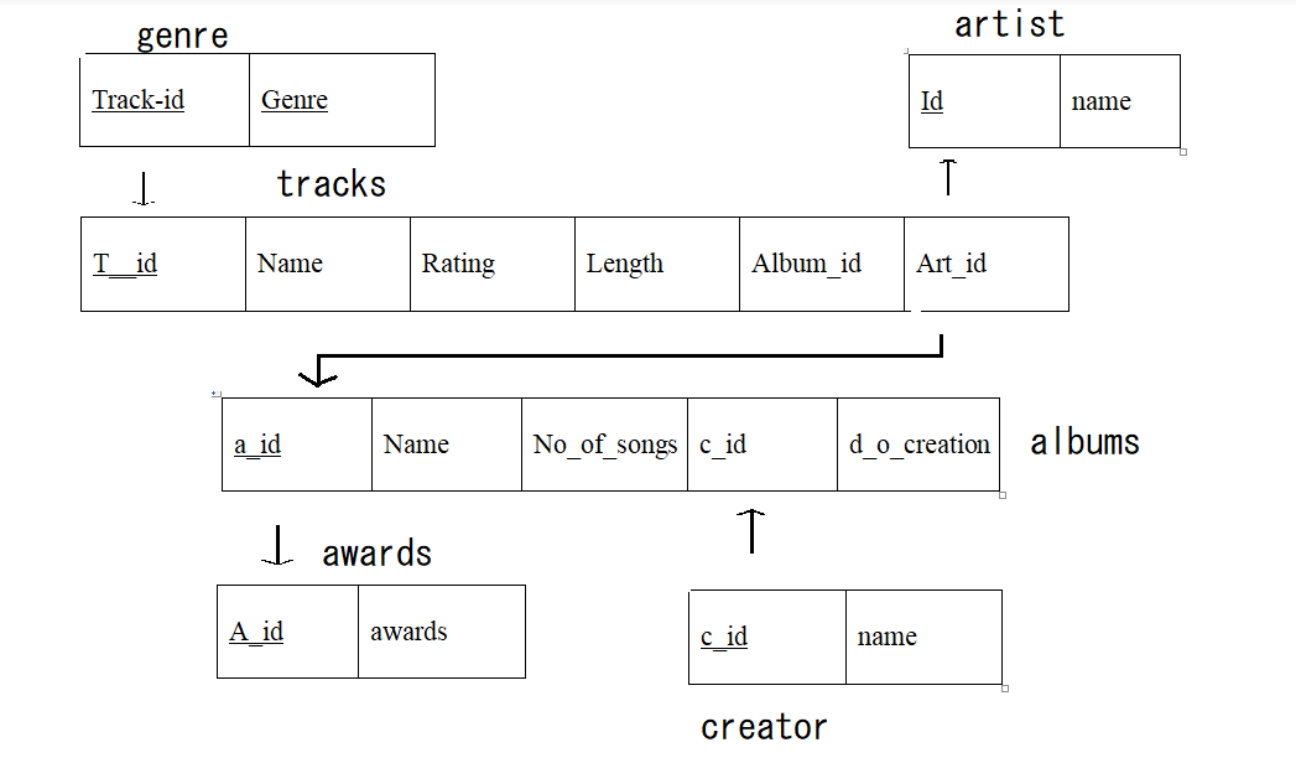 genre
artist
Track-id Genre
Id name
tracks
T__id Name Rating Length Album_id Art_id
a_id Name No_of_songs c_id d_o_creation
albums
awards
A_id awards
c_id name
creator